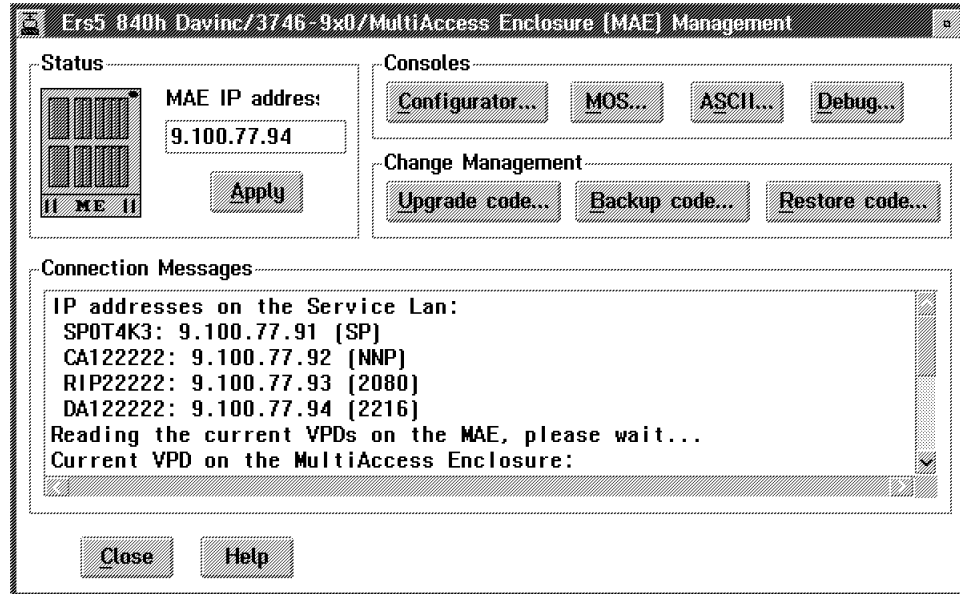 Ers5 840h Davinc/3746-9x0/MultiAccess Enclosure (MAE) Management
Status
MAE IP address
9.100.77.94
Apply
ME
Consoles
Configurator... MOS... ASCII... Debug...
Change Management
Upgrade code... Backup code... Restore code...
Connection Messages
IP addresses on the Service Lan:
SP0T4K3: 9.100.77.91 (SP)
CA122222: 9.100.77.92 (NNP)
RIP22222: 9.100.77.93 (2080)
DA122222: 9.100.77.94 (2216)
Reading the current VPDs on the MAE, please wait...
Current VPD on the MultiAccess Enclosure:
Close Help